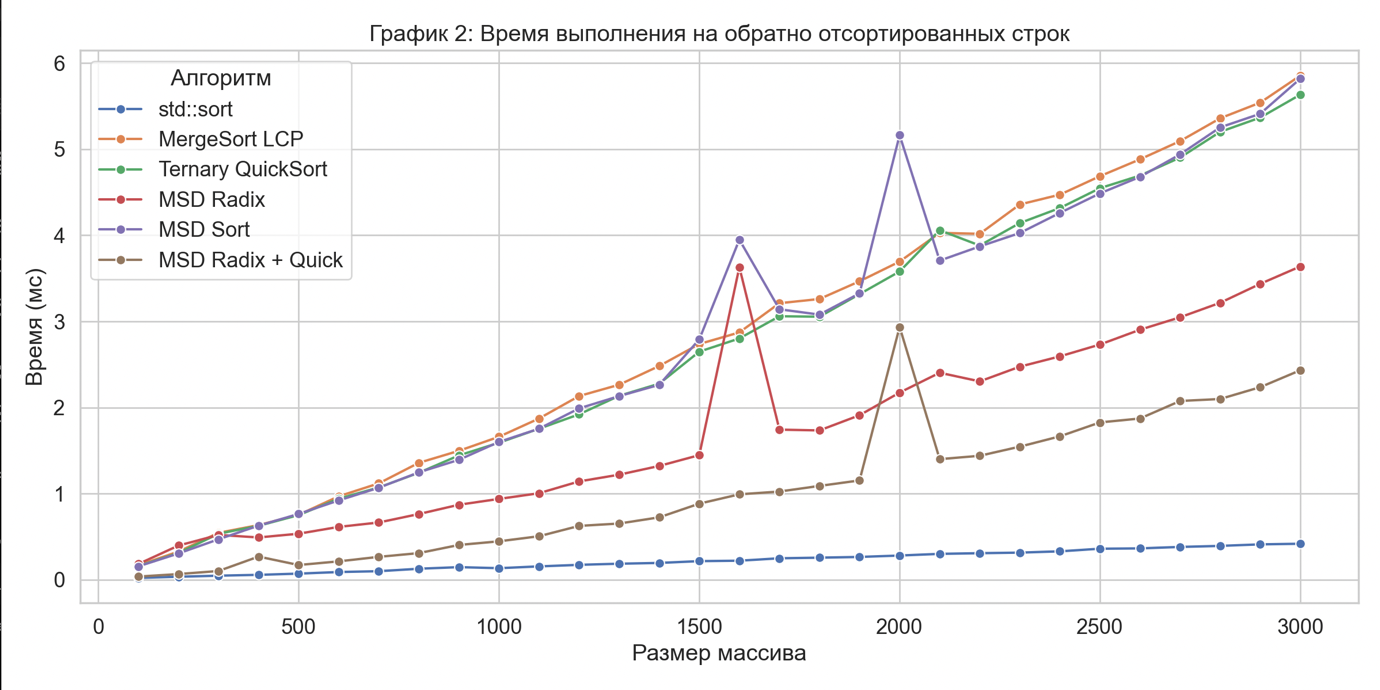 График 2: Время выполнения на обратно отсортированных строк
6
5
4
3
2
1
0
Время (мс)
Алгоритм
std::sort
MergeSort LCP
Ternary QuickSort
MSD Radix
MSD Sort
MSD Radix + Quick
0 500 1000 1500 2000 2500 3000
Размер массива